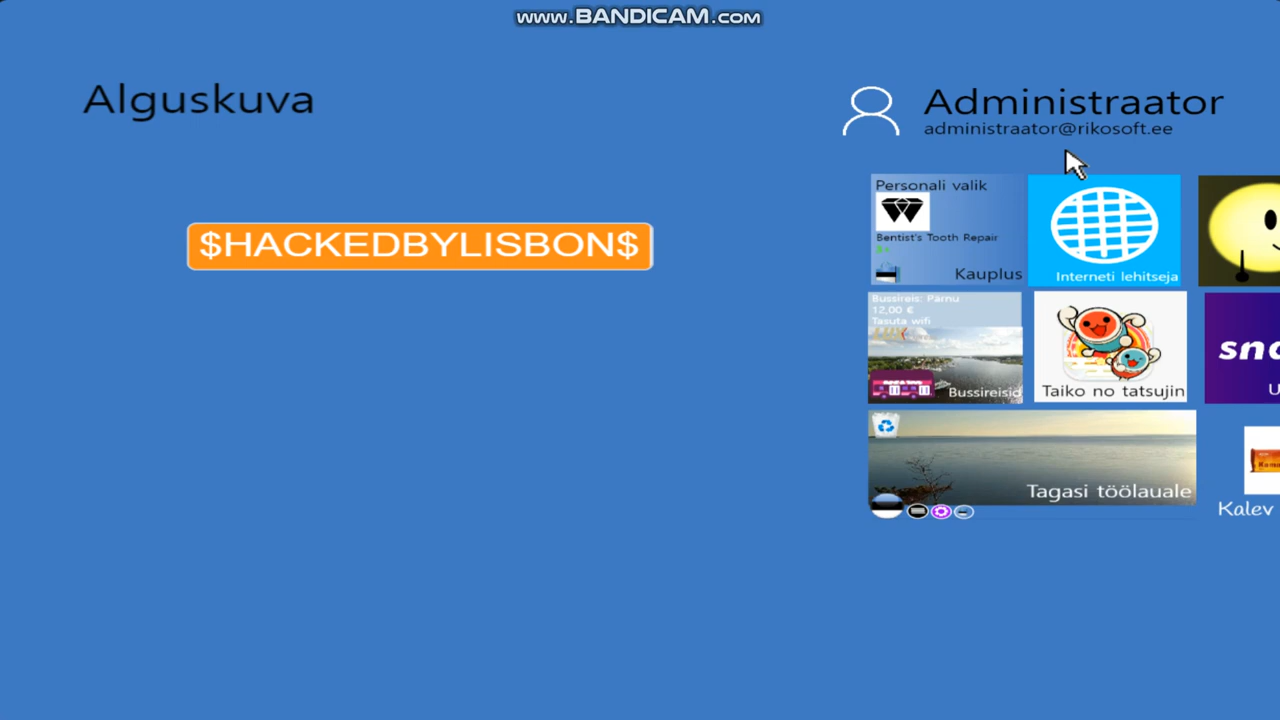 www.BANDICAM.com
Alguskuva
Administraator
administraator@rikosoft.ee
$HACKEDBYLISBON$
Personali valik
Bentist's Tooth Repair
Kauplus
Interneti lehitseja
Bussireis: Pärnu
12,00 €
Tasuta wifi
Bussireisid
Taiko no tatsujin
sno
U
Tagasi töölauale
Kalev